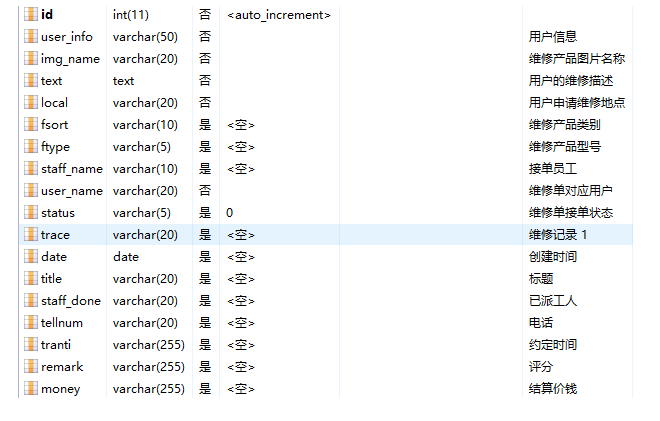 id int(11) 否 <auto_increment>
user_info varchar(50) 否 用户信息
img_name varchar(20) 否 维修产品图片名称
text text 否 用户的维修描述
local varchar(20) 否 用户申请维修地点
fsort varchar(10) 是 <空> 维修产品类别
ftype varchar(5) 是 <空> 维修产品型号
staff_name varchar(10) 是 <空> 接单员工
user_name varchar(20) 否 维修单对应用户
status varchar(5) 是 0 维修单接单状态
trace varchar(20) 是 <空> 维修记录 1
date date 是 <空> 创建时间
title varchar(20) 是 <空> 标题
staff_done varchar(20) 是 <空> 已派工人
tellnum varchar(20) 是 <空> 电话
tranti varchar(255) 是 <空> 约定时间
remark varchar(255) 是 <空> 评分
money varchar(255) 是 <空> 结算价钱